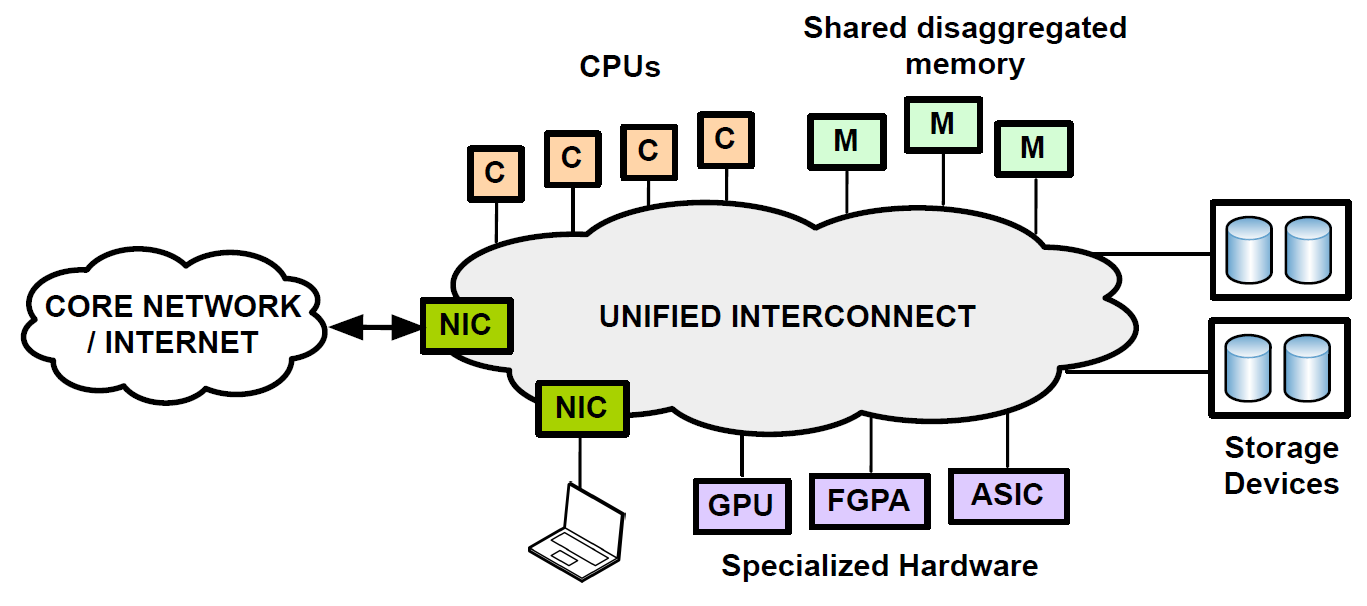 Shared disaggregated
memory
CPUs
C
C
C
C
M
M
M
CORE NETWORK
/ INTERNET
NIC
UNIFIED INTERCONNECT
NIC
GPU
FGPA
ASIC
Storage
Devices
Specialized Hardware